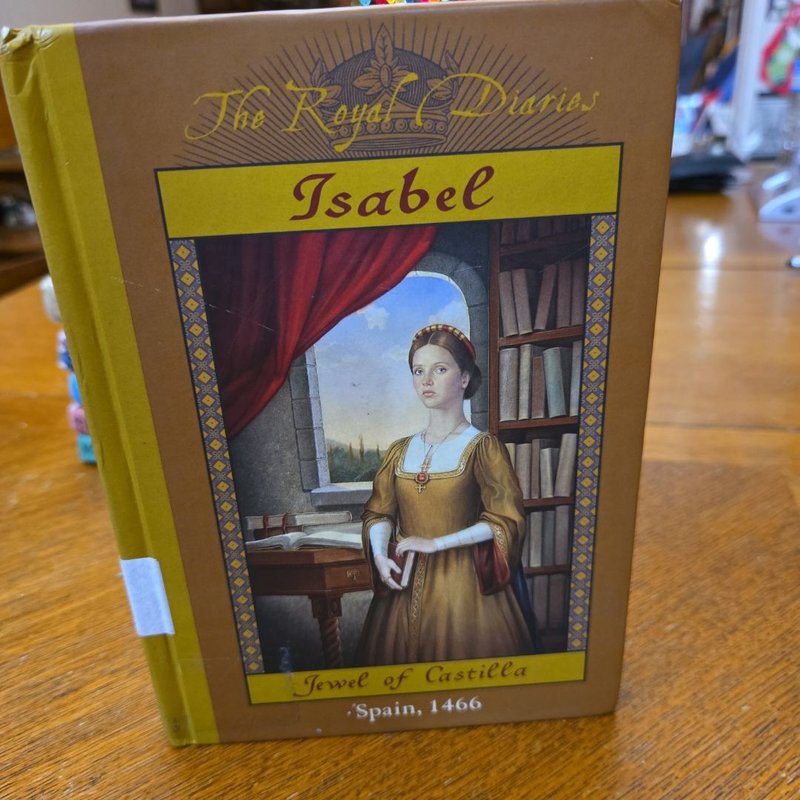 The Royal Diaries
Isabel
Jewel of Castilla
Spain, 1466